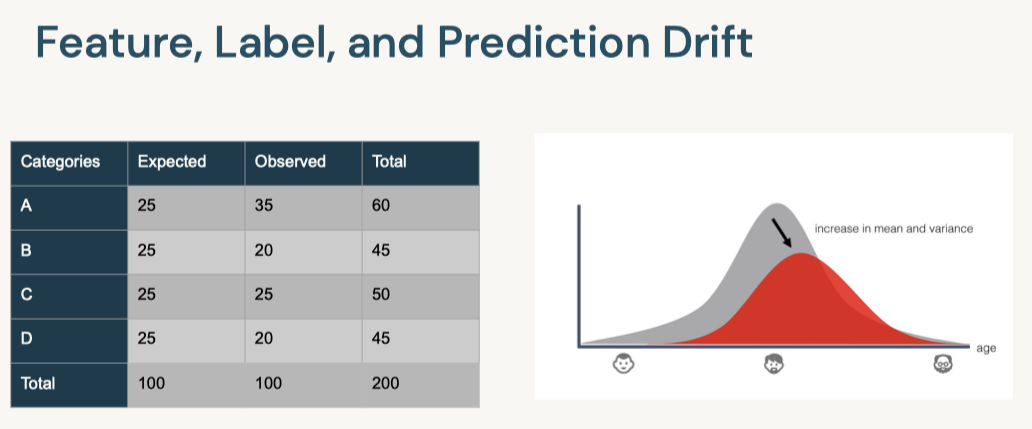 Feature, Label, and Prediction Drift
Categories Expected Observed Total
A 25 35 60
B 25 20 45
C 25 25 50
D 25 20 45
Total 100 100 200
increase in mean and variance
age